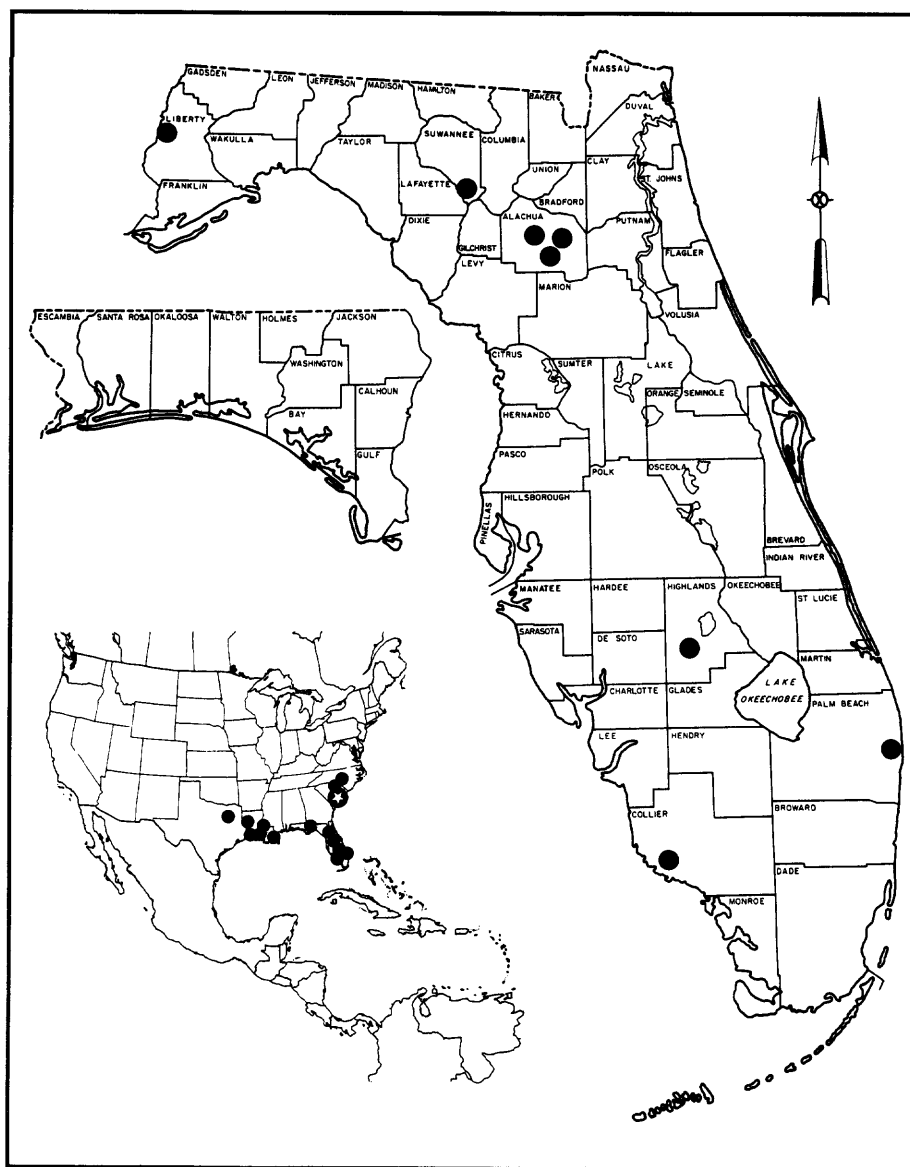 NASSAU
GADSDEN
LEON
JEFFERSON
MADISON
HAMILTON
BAKER
DUVAL
LIBERTY
WAKULLA
TAYLOR
SUWANNEE
COLUMBIA
UNION
CLAY
ST. JOHNS
FRANKLIN
LAFAYETTE
BRADFORD
DIXIE
ALACHUA
PUTNAM
GILCHRIST
LEVY
FLAGLER
MARION
VOLUSIA
ESCAMBIA
SANTA ROSA
OKALOOSA
WALTON
HOLMES
JACKSON
WASHINGTON
CALHOUN
BAY
GULF
CITRUS
SUMTER
LAKE
ORANGE
SEMINOLE
HERNANDO
PASCO
POLK
OSCEOLA
HILLSBOROUGH
PINELLAS
BREVARD
INDIAN RIVER
MANATEE
HARDEE
HIGHLANDS
OKEECHOBEE
ST LUCIE
SARASOTA
DE SOTO
MARTIN
CHARLOTTE
GLADES
LAKE
OKEECHOBEE
PALM BEACH
LEE
HENDRY
COLLIER
BROWARD
DADE
MONROE